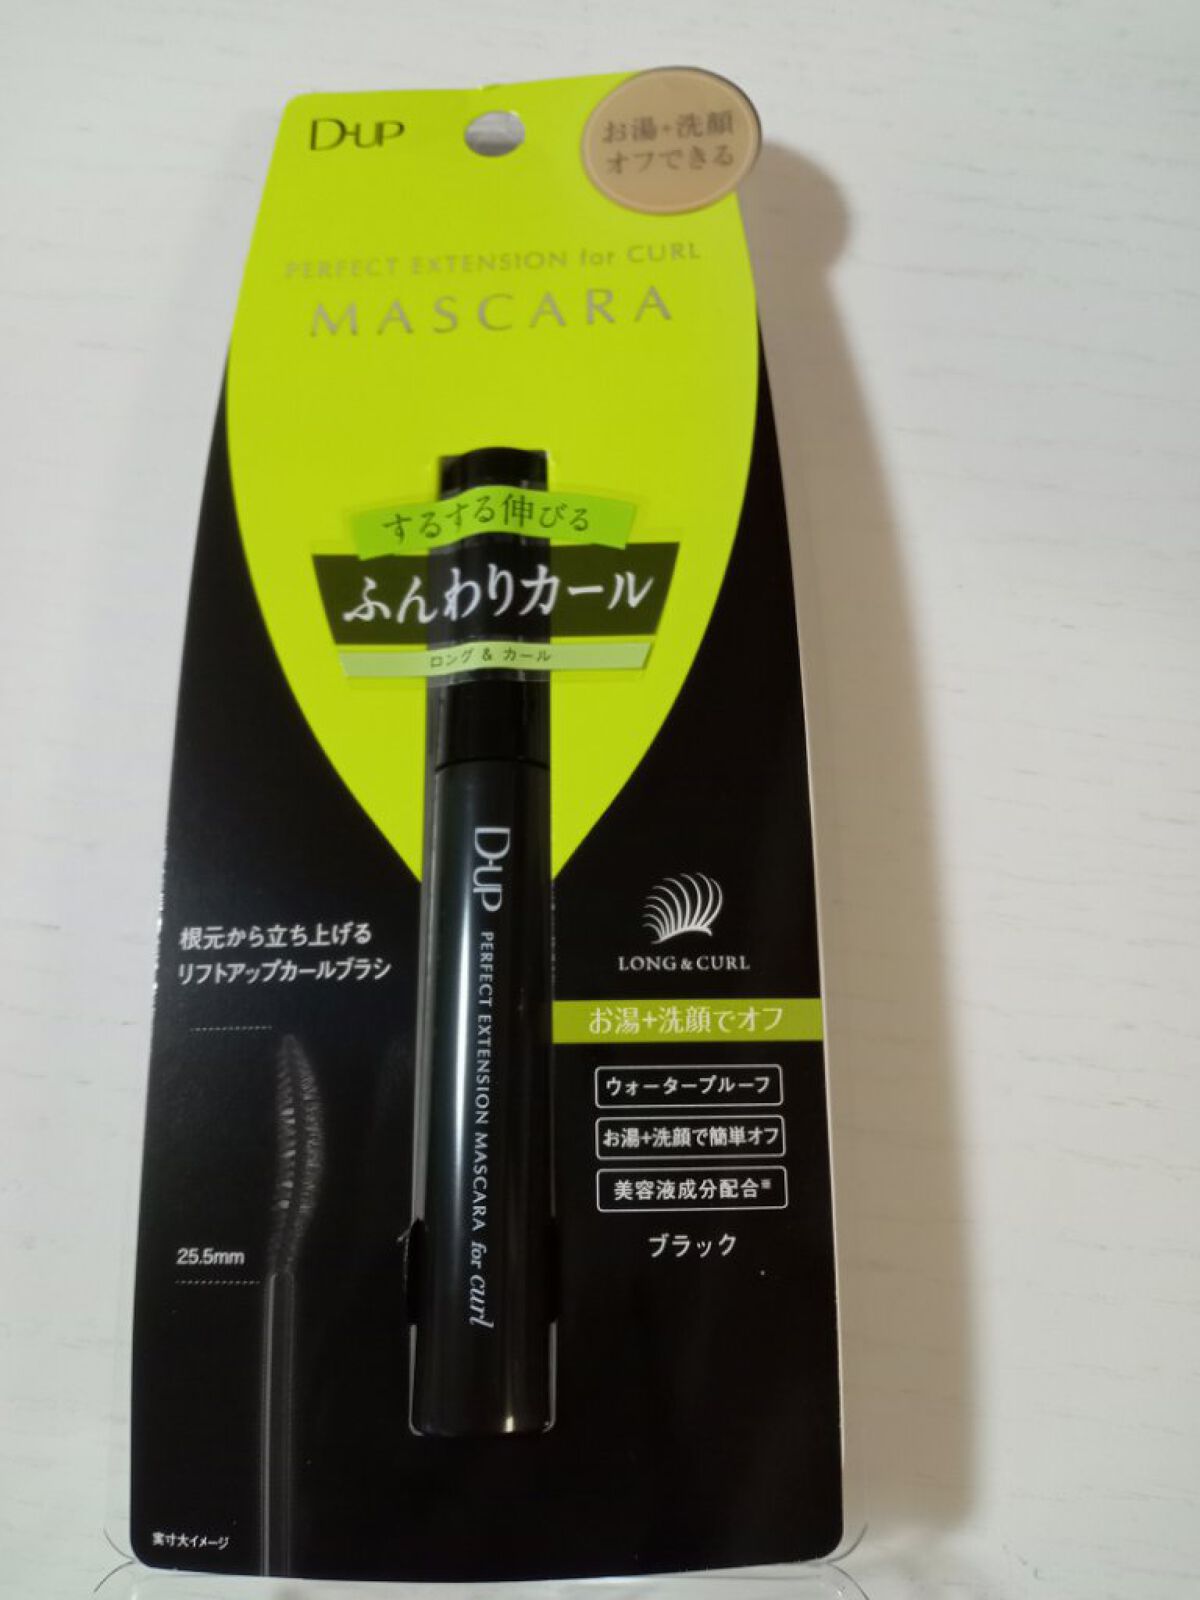 D-UP
お湯+洗顔
オフできる
PERFECT EXTENSION for CURL
MASCARA
するする伸びる
ふんわりカール
ロング & カール
D-UP PERFECT EXTENSION MASCARA for curl
根元から立ち上げる
リフトアップカールブラシ
25.5mm
実寸大イメージ
LONG & CURL
お湯+洗顔でオフ
ウォータープルーフ
お湯+洗顔で簡単オフ
美容液成分配合※
ブラック